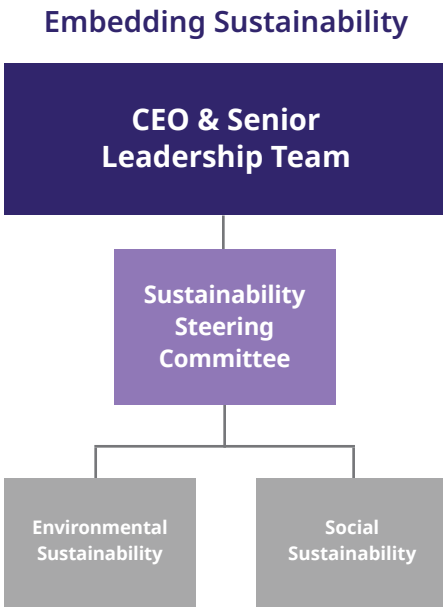 Embedding Sustainability
CEO & Senior
Leadership Team
Sustainability
Steering
Committee
Environmental
Sustainability
Social
Sustainability